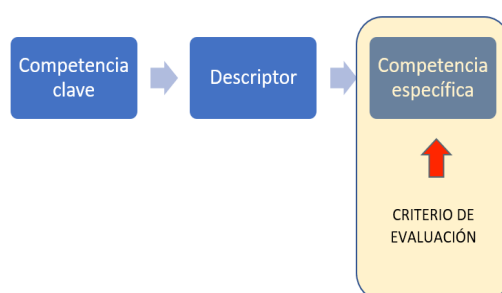 Competencia
clave
Descriptor
Competencia
específica
CRITERIO DE
EVALUACIÓN